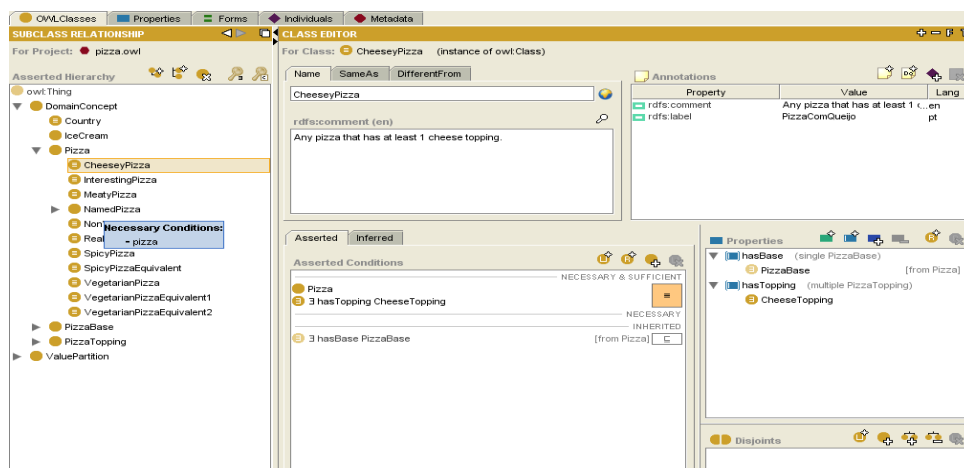 OWLClasses Properties Forms Individuals Metadata
SUBCLASS RELATIONSHIP
For Project: pizza.owl
Asserted Hierarchy
owl:Thing
DomainConcept
Country
IceCream
Pizza
CheeseyPizza
InterestingPizza
MeatyPizza
NamedPizza
Non
Real
SpicyPizza
SpicyPizzaEquivalent
VegetarianPizza
VegetarianPizzaEquivalent1
VegetarianPizzaEquivalent2
PizzaBase
PizzaTopping
ValuePartition
Necessary Conditions:
- pizza
CLASS EDITOR
For Class: CheeseyPizza (instance of owl:Class)
Name SameAs DifferentFrom
CheeseyPizza
rdfs:comment (en)
Any pizza that has at least 1 cheese topping.
Annotations
Property Value Lang
rdfs:comment Any pizza that has at least 1 c... en
rdfs:label PizzaComQueijo pt
Asserted Inferred
Asserted Conditions
NECESSARY & SUFFICIENT
Pizza
∃ hasTopping CheeseTopping
NECESSARY
INHERITED
∃ hasBase PizzaBase [from Pizza]
Properties
hasBase (single PizzaBase)
PizzaBase [from Pizza]
hasTopping (multiple PizzaTopping)
CheeseTopping
Disjoints